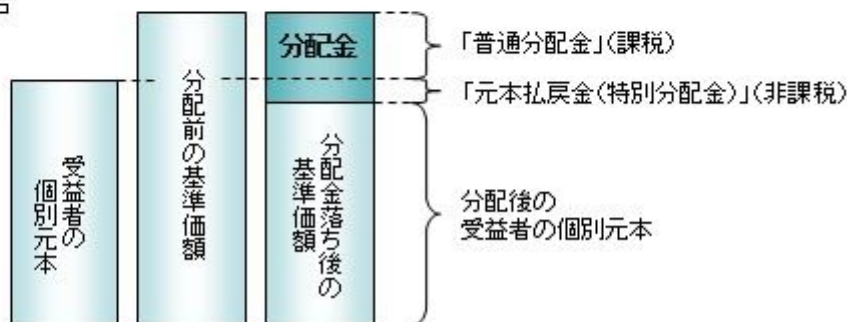 受益者の
個別元本
分配前の基準価額
分配金
分配金落ち後の
基準価額
「普通分配金」(課税)
「元本払戻金(特別分配金)」(非課税)
分配後の
受益者の個別元本